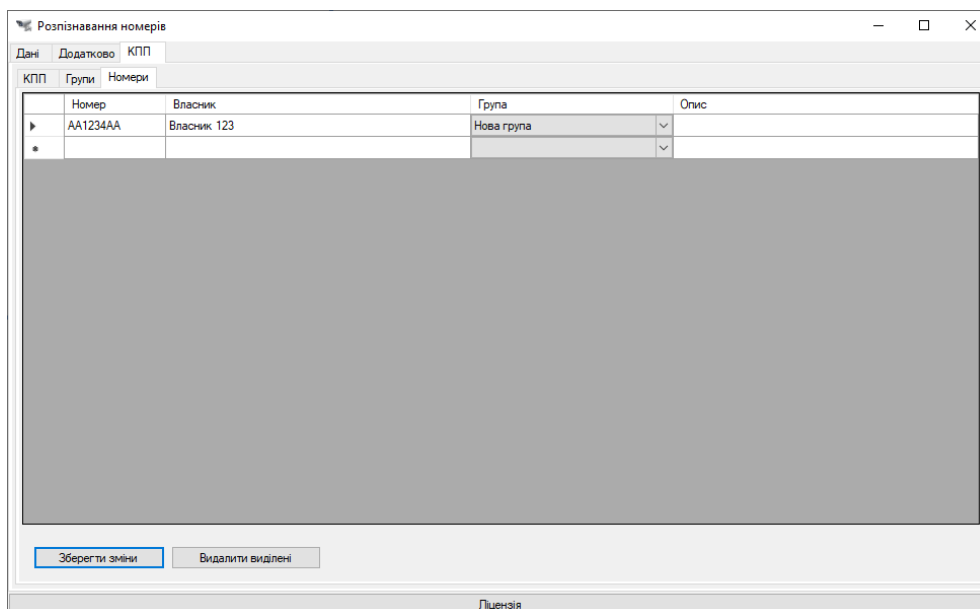 Розпізнавання номерів
Дані Додатково КПП
КПП Групи Номери
Номер Власник Група Опис
AA1234AA Власник 123 Нова група
Зберегти зміни Видалити виділені
Ліцензія